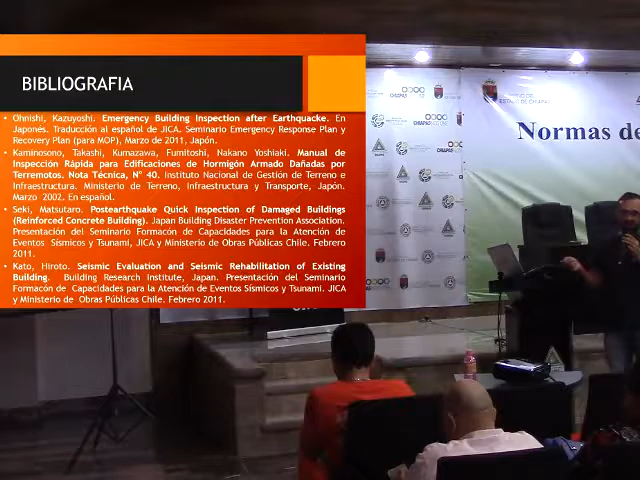 BIBLIOGRAFIA
• Ohnishi, Kazuyoshi. Emergency Building Inspection after Earthquacke. En
Japonés. Traducción al español de JICA. Seminario Emergency Response Plan y
Recovery Plan (para MOP), Marzo de 2011, Japón.
• Kaminosono, Takashi, Kumazawa, Fumitoshi, Nakano Yoshiaki. Manual de
Inspección Rápida para Edificaciones de Hormigón Armado Dañadas por
Terremotos. Nota Técnica, N° 40. Instituto Nacional de Gestión de Terreno e
Infraestructura. Ministerio de Terreno, Infraestructura y Transporte, Japón.
Marzo 2002. En español.
• Seki, Matsutaro. Postearthquake Quick Inspection of Damaged Buildings
(Reinforced Concrete Building). Japan Building Disaster Prevention Association.
Presentación del Seminario Formacón de Capacidades para la Atención de
Eventos Sísmicos y Tsunami, JICA y Ministerio de Obras Públicas Chile. Febrero
2011.
• Kato, Hiroto. Seismic Evaluation and Seismic Rehabilitation of Existing
Building. Building Research Institute, Japan. Presentación del Seminario
Formacón de Capacidades para la Atención de Eventos Sísmicos y Tsunami. JICA
y Ministerio de Obras Públicas Chile. Febrero 2011.
Normas de
CHIAPAS